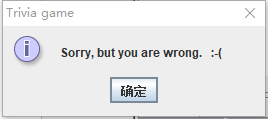 Trivia game
Sorry, but you are wrong.  :-(
确定